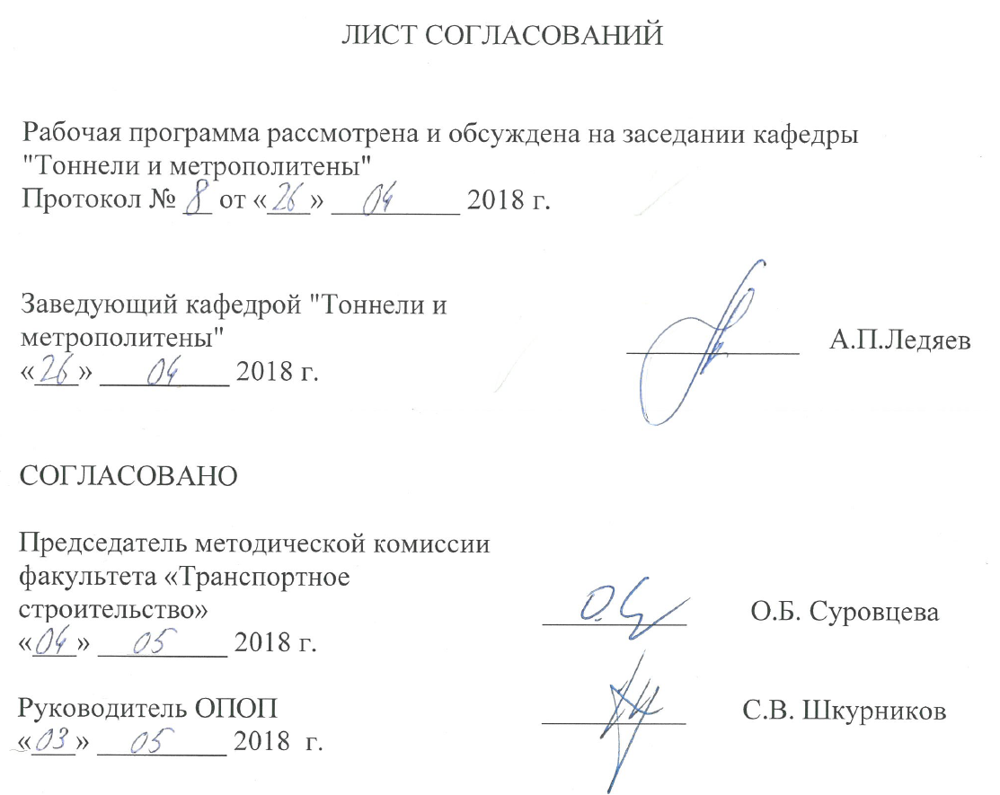 ЛИСТ СОГЛАСОВАНИЙ
Рабочая программа рассмотрена и обсуждена на заседании кафедры
"Тоннели и метрополитены"
Протокол № 8 от «26» 04 2018 г.
Заведующий кафедрой "Тоннели и
метрополитены"
А.П.Ледяев
«26» 04 2018 г.
СОГЛАСОВАНО
Председатель методической комиссии
факультета «Транспортное
строительство»
О.Б. Суровцева
«04» 05 2018 г.
Руководитель ОПОП
С.В. Шкурников
«03» 05 2018 г.